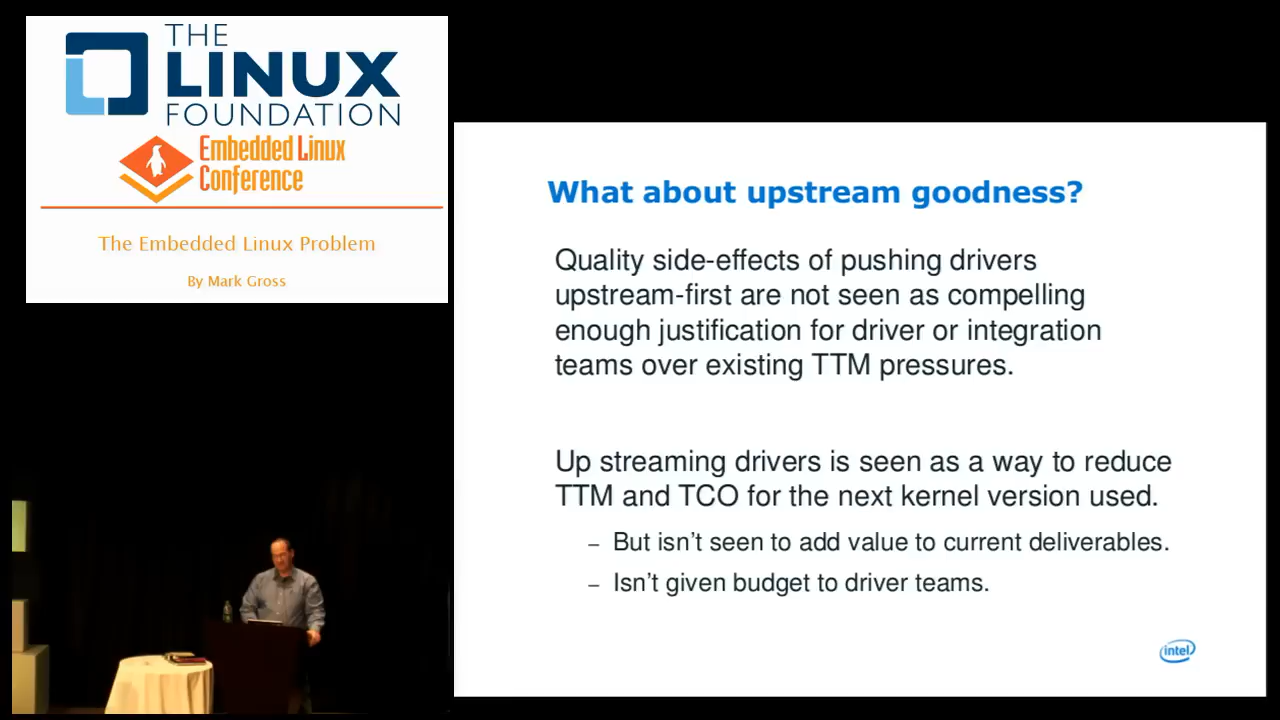 THE
LINUX
FOUNDATION
Embedded Linux
Conference
The Embedded Linux Problem
By Mark Gross
What about upstream goodness?
Quality side-effects of pushing drivers
upstream-first are not seen as compelling
enough justification for driver or integration
teams over existing TTM pressures.
Up streaming drivers is seen as a way to reduce
TTM and TCO for the next kernel version used.
– But isn't seen to add value to current deliverables.
– Isn't given budget to driver teams.
intel